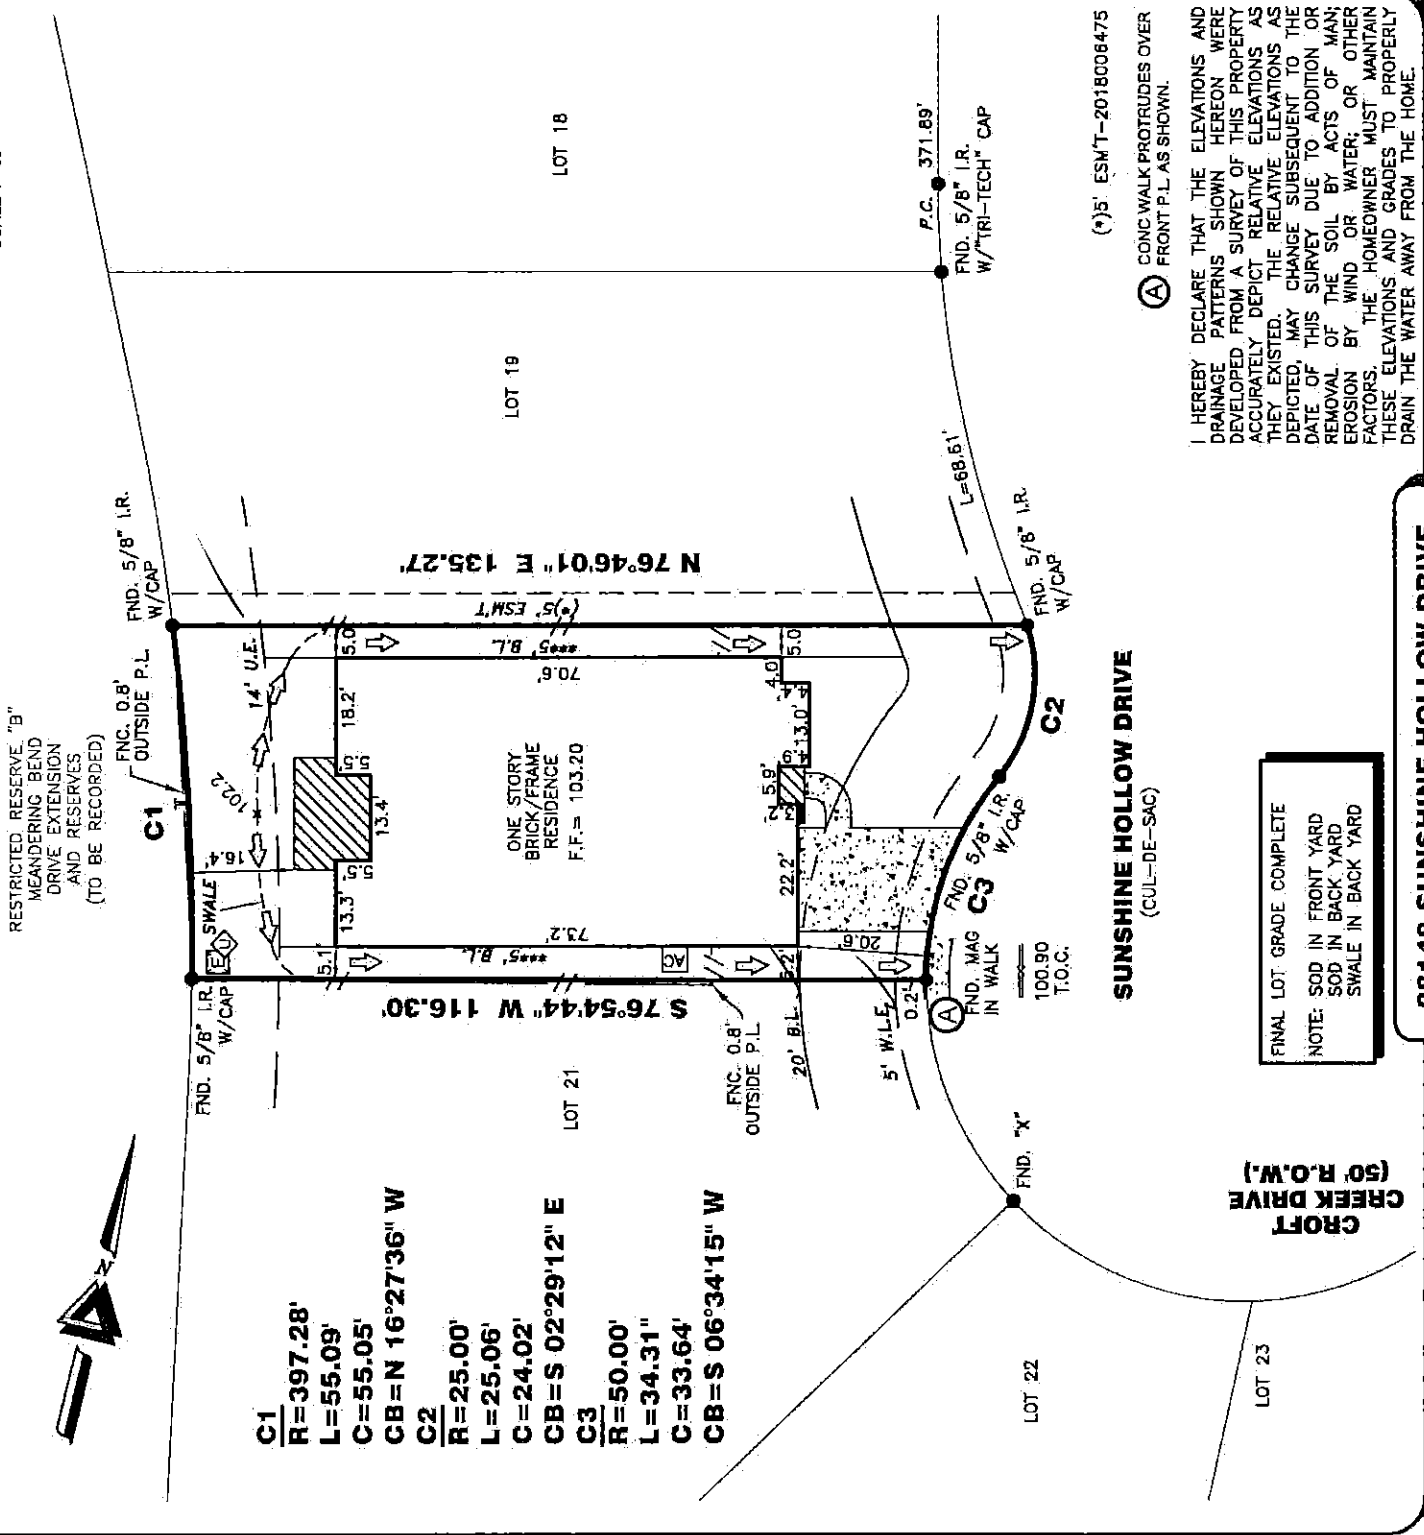 RESTRICTED RESERVE "B"
MEANDERING BEND
DRIVE EXTENSION
AND RESERVES
(TO BE RECORDED)
FNC. 0.8'
OUTSIDE P.L.
C1
FND. 5/8" I.R.
W/CAP
FND. 5/8" I.R.
W/CAP
14' U.E.
102.2
16.4'
SWALE
E
U
N 76°46'01" E 135.27'
(*)5' ESM'T
***5' B.L.
5.0
5.0
70.6'
18.2'
5.5'
13.4'
5.5'
13.3'
5.1'
ONE STORY
BRICK/FRAME
RESIDENCE
F.F.= 103.20
4.0'
4.4'
13.0'
5.9'
22.2'
73.2'
***5' B.L.
AC
5.2'
20.6'
0.2'
S 76°54'44" W 116.30'
FNC. 0.8'
OUTSIDE P.L.
20' B.L.
5' W.L.E.
LOT 21
LOT 19
LOT 18
P.C. 371.89'
FND. 5/8" I.R.
W/"TRI-TECH" CAP
L=68.61'
FND. 5/8" I.R.
W/CAP
C2
FND. 5/8" I.R.
W/CAP
C3
FND. MAG
IN WALK
A
100.90
T.O.C.
SUNSHINE HOLLOW DRIVE
(CUL-DE-SAC)
FND. "X"
LOT 22
LOT 23
CROFT
CREEK DRIVE
(50' R.O.W.)
N
C1
R=397.28'
L=55.09'
C=55.05'
CB=N 16°27'36" W
C2
R=25.00'
L=25.06'
C=24.02'
CB=S 02°29'12" E
C3
R=50.00'
L=34.31"
C=33.64'
CB=S 06°34'15" W
FINAL LOT GRADE COMPLETE
NOTE: SOD IN FRONT YARD
SOD IN BACK YARD
SWALE IN BACK YARD
(*)5' ESM'T-2018006475
A CONC WALK PROTRUDES OVER
FRONT P.L. AS SHOWN.
I HEREBY DECLARE THAT THE ELEVATIONS AND
DRAINAGE PATTERNS SHOWN HEREON WERE
DEVELOPED FROM A SURVEY OF THIS PROPERTY
ACCURATELY DEPICT RELATIVE ELEVATIONS AS
THEY EXISTED. THE RELATIVE ELEVATIONS AS
DEPICTED, MAY CHANGE SUBSEQUENT TO THE
DATE OF THIS SURVEY DUE TO ADDITION OR
REMOVAL OF THE SOIL BY ACTS OF MAN;
EROSION BY WIND OR WATER; OR OTHER
FACTORS. THE HOMEOWNER MUST MAINTAIN
THESE ELEVATIONS AND GRADES TO PROPERLY
DRAIN THE WATER AWAY FROM THE HOME.
SUNSHINE HOLLOW DRIVE